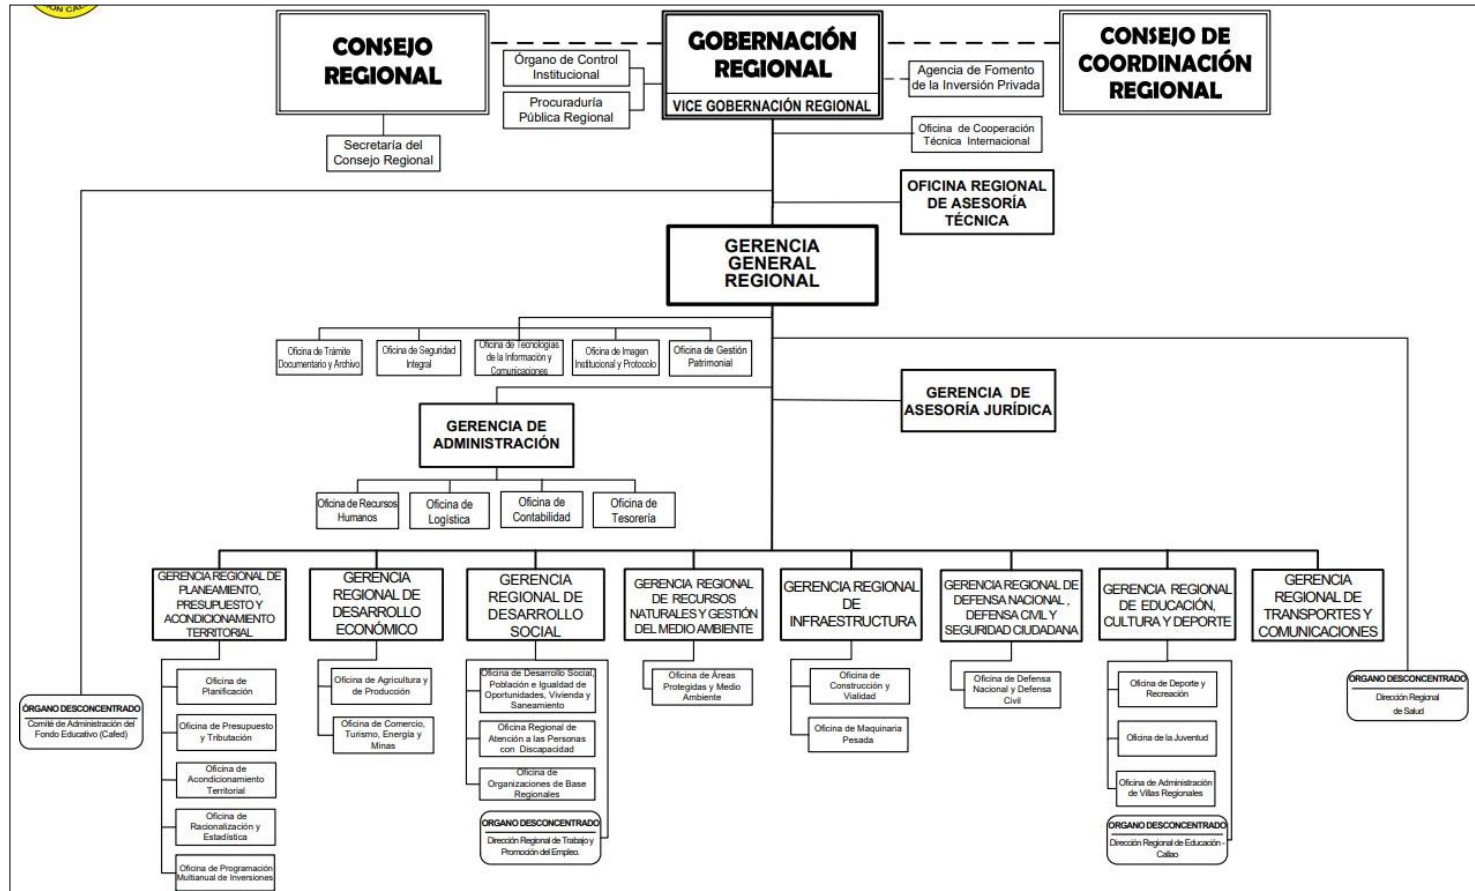 CONSEJO
REGIONAL
GOBERNACIÓN
REGIONAL
VICE GOBERNACIÓN REGIONAL
CONSEJO DE
COORDINACIÓN
REGIONAL
Órgano de Control
Institucional
Procuraduría
Pública Regional
Agencia de Fomento
de la Inversión Privada
Secretaría del
Consejo Regional
Oficina de Cooperación
Técnica Internacional
OFICINA REGIONAL
DE ASESORÍA
TÉCNICA
GERENCIA
GENERAL
REGIONAL
Oficina de Trámite
Documentario y Archivo
Oficina de Seguridad
Integral
Oficina de Tecnologías
de la Información y
Comunicaciones
Oficina de Imagen
Institucional y Protocolo
Oficina de Gestión
Patrimonial
GERENCIA DE
ASESORÍA JURÍDICA
GERENCIA DE
ADMINISTRACIÓN
Oficina de Recursos
Humanos
Oficina de
Logística
Oficina de
Contabilidad
Oficina de
Tesorería
GERENCIA REGIONAL DE
PLANEAMIENTO,
PRESUPUESTO Y
ACONDICIONAMIENTO
TERRITORIAL
GERENCIA
REGIONAL DE
DESARROLLO
ECONÓMICO
GERENCIA
REGIONAL DE
DESARROLLO
SOCIAL
GERENCIA REGIONAL
DE RECURSOS
NATURALES Y GESTIÓN
DEL MEDIO AMBIENTE
GERENCIA REGIONAL
DE
INFRAESTRUCTURA
GERENCIA REGIONAL DE
DEFENSA NACIONAL ,
DEFENSA CIVIL Y
SEGURIDAD CIUDADANA
GERENCIA REGIONAL
DE EDUCACIÓN,
CULTURA Y DEPORTE
GERENCIA
REGIONAL DE
TRANSPORTES Y
COMUNICACIONES
Oficina de
Planificación
Oficina de Presupuesto
y Tributación
Oficina de
Acondicionamiento
Territorial
Oficina de
Racionalización y
Estadística
Oficina de Programación
Multianual de Inversiones
Oficina de Agricultura y
de Producción
Oficina de Comercio,
Turismo, Energía y
Minas
Oficina de Desarrollo Social,
Población e Igualdad de
Oportunidades, Vivienda y
Saneamiento
Oficina Regional de
Atención a las Personas
con Discapacidad
Oficina de
Organizaciones de Base
Regionales
ORGANO DESCONCENTRADO
Dirección Regional de Trabajo y
Promoción del Empleo.
Oficina de Áreas
Protegidas y Medio
Ambiente
Oficina de
Construcción y
Vialidad
Oficina de Maquinaria
Pesada
Oficina de Defensa
Nacional y Defensa
Civil
Oficina de Deporte y
Recreación
Oficina de la Juventud
Oficina de Administración
de Villas Regionales
ORGANO DESCONCENTRADO
Dirección Regional de Educación -
Callao
ÓRGANO DESCONCENTRADO
Comité de Administración del
Fondo Educativo (Cafed)
ÓRGANO DESCONCENTRADO
Dirección Regional
de Salud